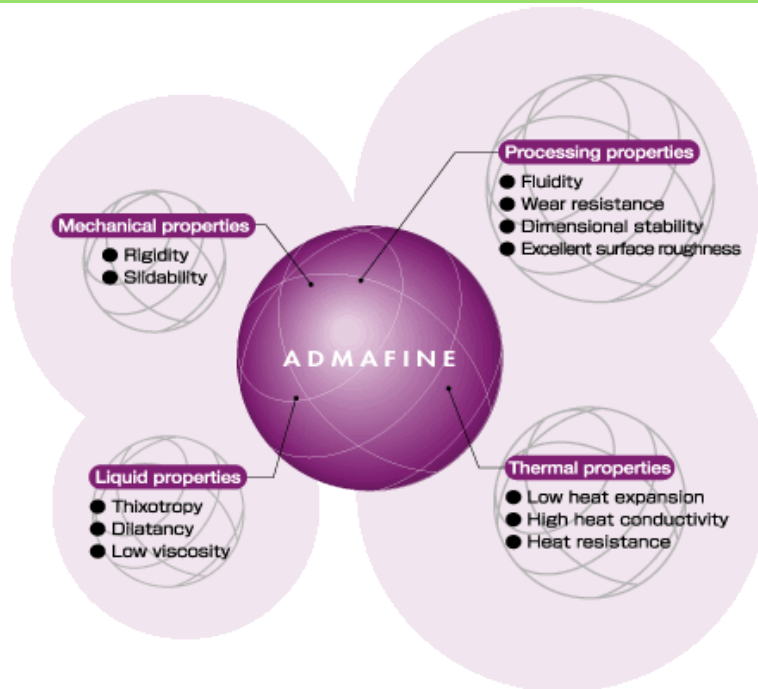 Processing properties
● Fluidity
● Wear resistance
● Dimensional stability
● Excellent surface roughness
Mechanical properties
● Rigidity
● Slidability
ADMAFINE
Liquid properties
● Thixotropy
● Dilatancy
● Low viscosity
Thermal properties
● Low heat expansion
● High heat conductivity
● Heat resistance